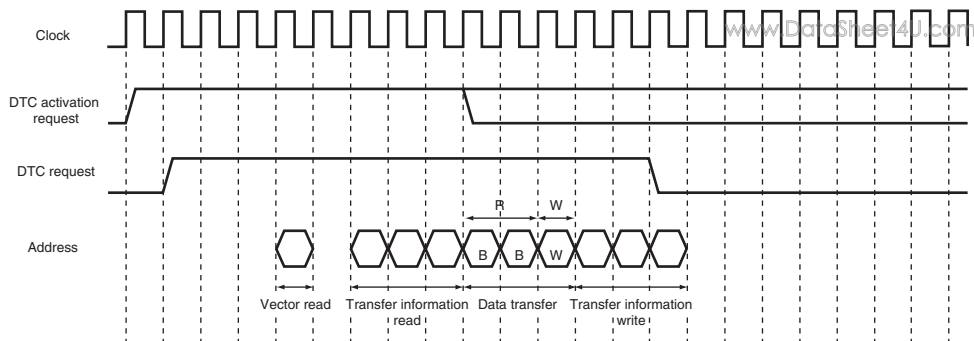 Clock
www.DataSheet4U.com
DTC activation
request
DTC request
R W
Address
B B W
Vector read Transfer information Data transfer Transfer information
read write